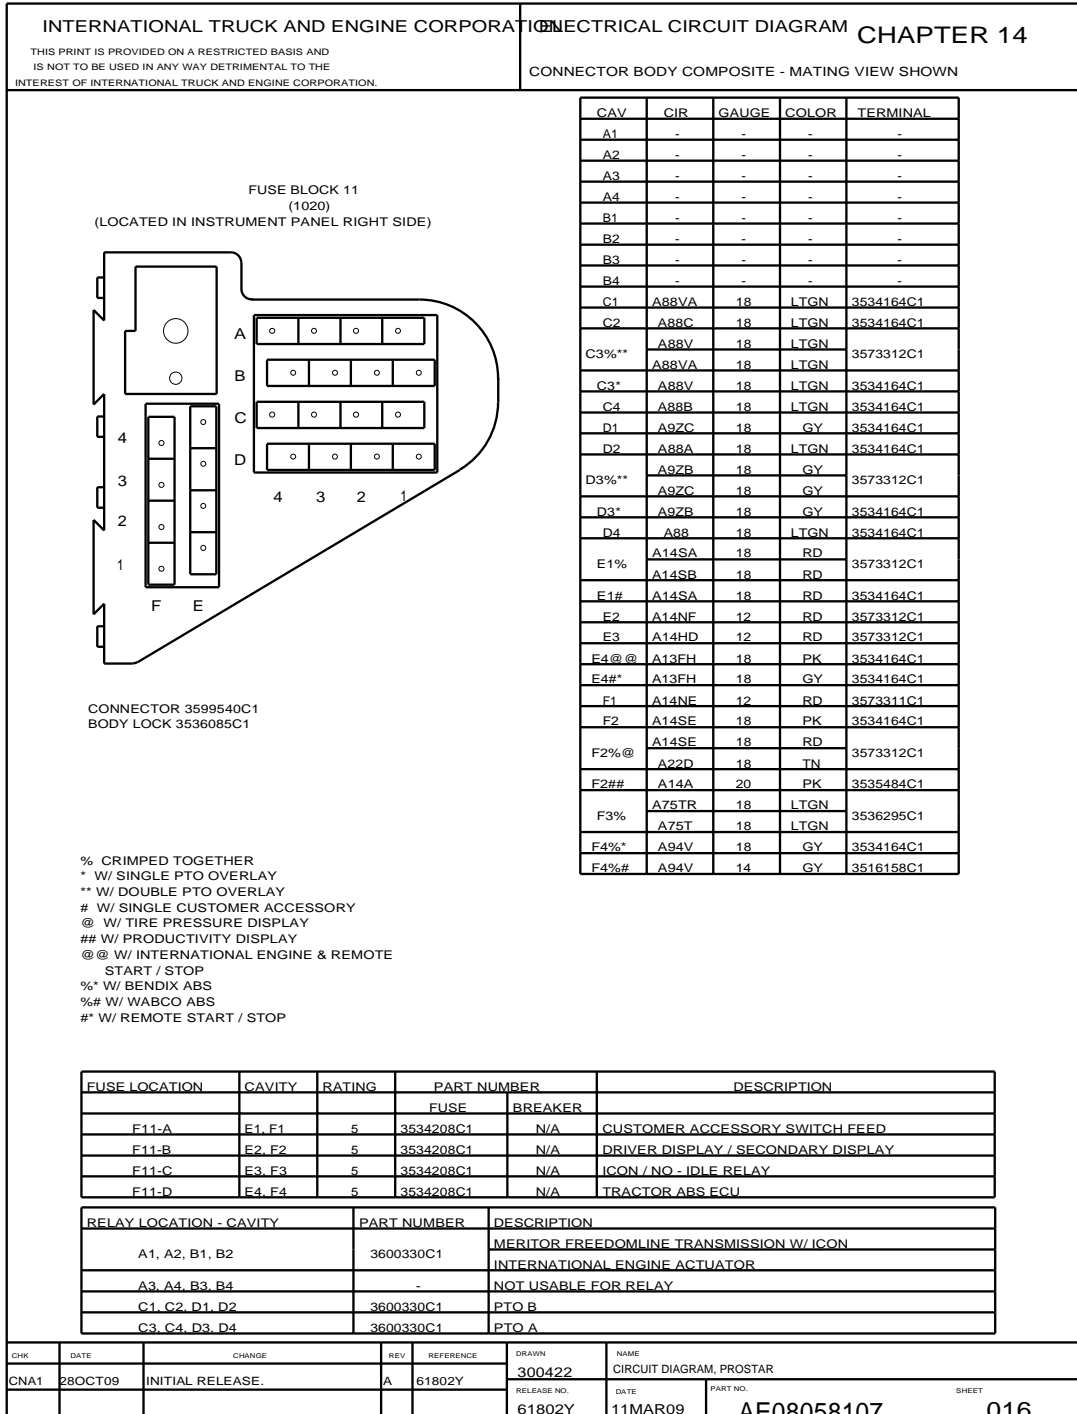 INTERNATIONAL TRUCK AND ENGINE CORPORATION
THIS PRINT IS PROVIDED ON A RESTRICTED BASIS AND
IS NOT TO BE USED IN ANY WAY DETRIMENTAL TO THE
INTEREST OF INTERNATIONAL TRUCK AND ENGINE CORPORATION.
ELECTRICAL CIRCUIT DIAGRAM CHAPTER 14
CONNECTOR BODY COMPOSITE - MATING VIEW SHOWN
FUSE BLOCK 11
(1020)
(LOCATED IN INSTRUMENT PANEL RIGHT SIDE)
A
B
C
D
4 3 2 1
4
3
2
1
F E
CONNECTOR 3599540C1
BODY LOCK 3536085C1
CAV CIR GAUGE COLOR TERMINAL
A1 - - - -
A2 - - - -
A3 - - - -
A4 - - - -
B1 - - - -
B2 - - - -
B3 - - - -
B4 - - - -
C1 A88VA 18 LTGN 3534164C1
C2 A88C 18 LTGN 3534164C1
C3%** A88V 18 LTGN 3573312C1
A88VA 18 LTGN
C3* A88V 18 LTGN 3534164C1
C4 A88B 18 LTGN 3534164C1
D1 A9ZC 18 GY 3534164C1
D2 A88A 18 LTGN 3534164C1
D3%** A9ZB 18 GY 3573312C1
A9ZC 18 GY
D3* A9ZB 18 GY 3534164C1
D4 A88 18 LTGN 3534164C1
E1% A14SA 18 RD 3573312C1
A14SB 18 RD
E1# A14SA 18 RD 3534164C1
E2 A14NF 12 RD 3573312C1
E3 A14HD 12 RD 3573312C1
E4@@ A13FH 18 PK 3534164C1
E4#* A13FH 18 GY 3534164C1
F1 A14NE 12 RD 3573311C1
F2 A14SE 18 PK 3534164C1
F2%@ A14SE 18 RD 3573312C1
A22D 18 TN
F2## A14A 20 PK 3535484C1
F3% A75TR 18 LTGN 3536295C1
A75T 18 LTGN
F4%* A94V 18 GY 3534164C1
F4%# A94V 14 GY 3516158C1
% CRIMPED TOGETHER
* W/ SINGLE PTO OVERLAY
** W/ DOUBLE PTO OVERLAY
# W/ SINGLE CUSTOMER ACCESSORY
@ W/ TIRE PRESSURE DISPLAY
## W/ PRODUCTIVITY DISPLAY
@@ W/ INTERNATIONAL ENGINE & REMOTE
START / STOP
%* W/ BENDIX ABS
%# W/ WABCO ABS
#* W/ REMOTE START / STOP
FUSE LOCATION CAVITY RATING PART NUMBER DESCRIPTION
FUSE BREAKER
F11-A E1, F1 5 3534208C1 N/A CUSTOMER ACCESSORY SWITCH FEED
F11-B E2, F2 5 3534208C1 N/A DRIVER DISPLAY / SECONDARY DISPLAY
F11-C E3, F3 5 3534208C1 N/A ICON / NO - IDLE RELAY
F11-D E4, F4 5 3534208C1 N/A TRACTOR ABS ECU
RELAY LOCATION - CAVITY PART NUMBER DESCRIPTION
A1, A2, B1, B2 3600330C1 MERITOR FREEDOMLINE TRANSMISSION W/ ICON
INTERNATIONAL ENGINE ACTUATOR
A3, A4, B3, B4 - NOT USABLE FOR RELAY
C1, C2, D1, D2 3600330C1 PTO B
C3, C4, D3, D4 3600330C1 PTO A
CHK DATE CHANGE REV REFERENCE DRAWN NAME
CNA1 28OCT09 INITIAL RELEASE. A 61802Y 300422 CIRCUIT DIAGRAM, PROSTAR
RELEASE NO. DATE PART NO. SHEET
61802Y 11MAR09 AE08058107 016